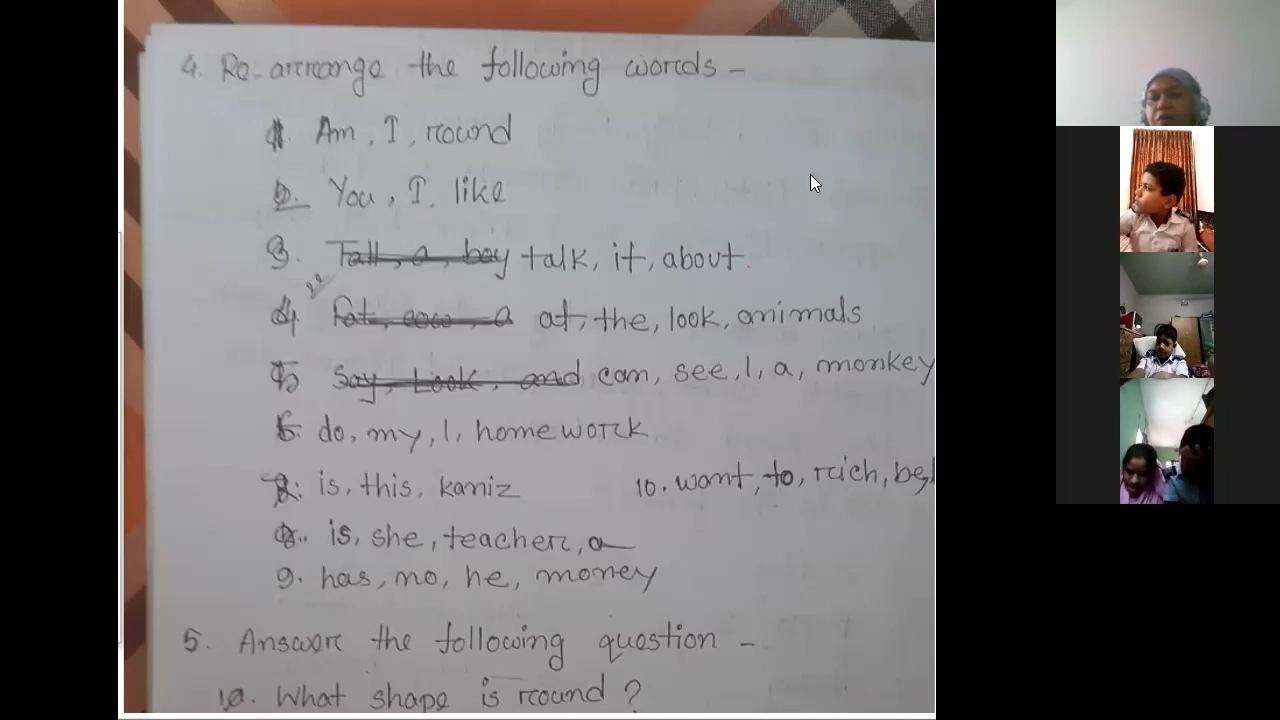 4. Re-arrange the following words -
1. Am, I, round
2. You, I, like
3. Tall, a, boy talk, it, about.
4. Fat, cow, a at, the, look, animals
5 Say, Look, and can, see, I, a, monkey
6. do, my, I, homework
7. is, this, kaniz
10. want, to, rich, be,
8. is, she, teacher, a
9. has, no, he, money
5. Answer the following question -
1. What shape is round ?